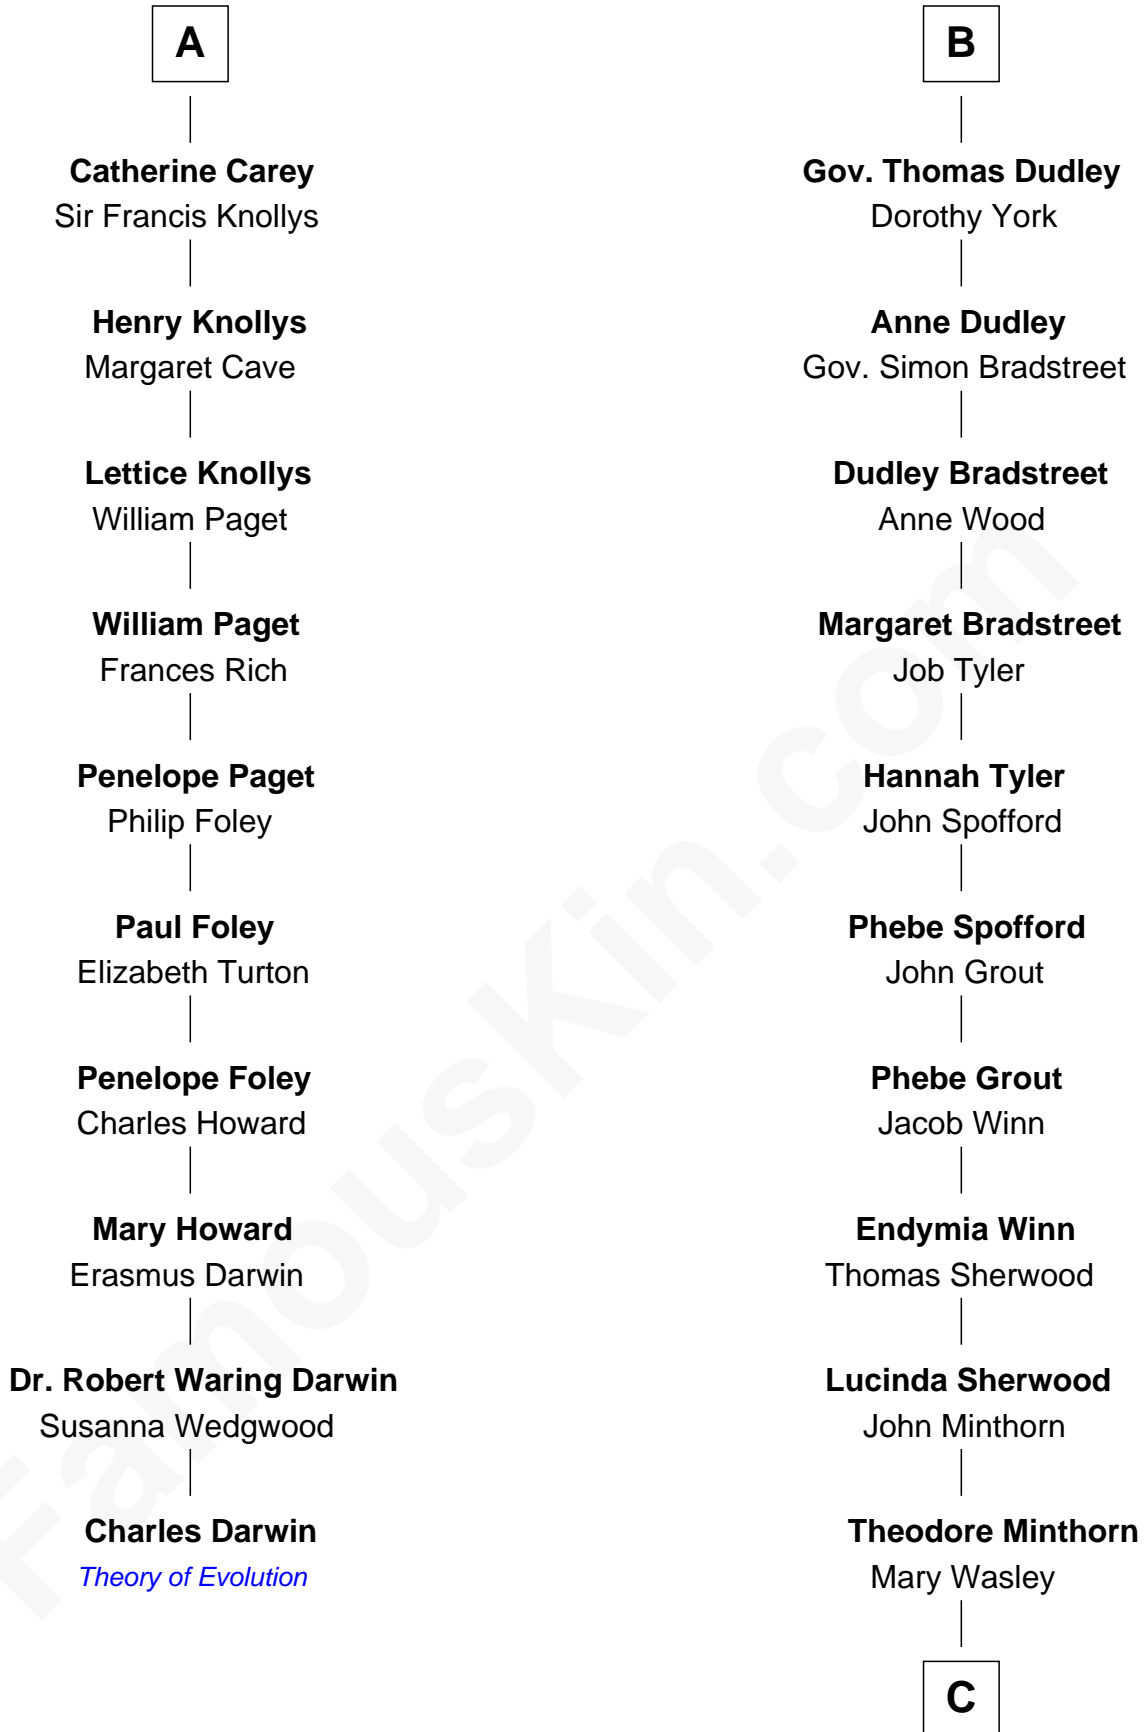 A
Catherine Carey
Sir Francis Knollys
Henry Knollys
Margaret Cave
Lettice Knollys
William Paget
William Paget
Frances Rich
Penelope Paget
Philip Foley
Paul Foley
Elizabeth Turton
Penelope Foley
Charles Howard
Mary Howard
Erasmus Darwin
Dr. Robert Waring Darwin
Susanna Wedgwood
Charles Darwin
Theory of Evolution
B
Gov. Thomas Dudley
Dorothy York
Anne Dudley
Gov. Simon Bradstreet
Dudley Bradstreet
Anne Wood
Margaret Bradstreet
Job Tyler
Hannah Tyler
John Spofford
Phebe Spofford
John Grout
Phebe Grout
Jacob Winn
Endymia Winn
Thomas Sherwood
Lucinda Sherwood
John Minthorn
Theodore Minthorn
Mary Wasley
C
FamousKin.com